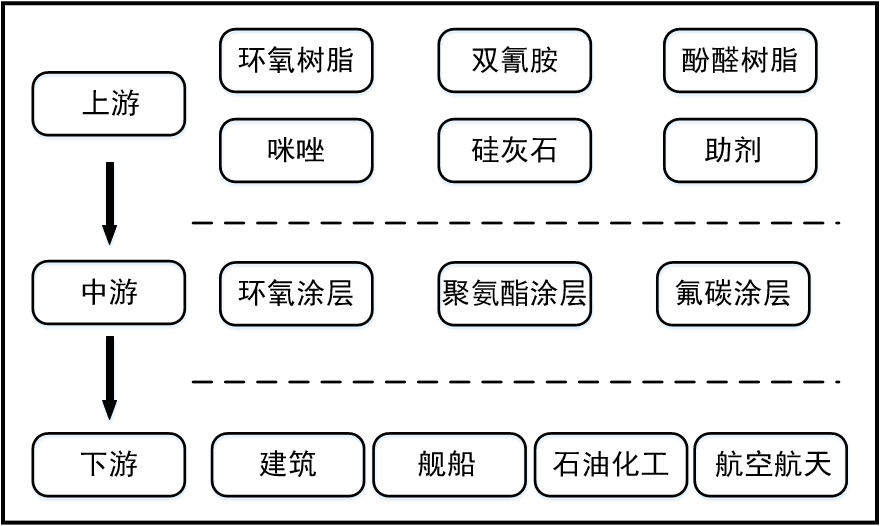 上游
环氧树脂
双氰胺
酚醛树脂
咪唑
硅灰石
助剂
中游
环氧涂层
聚氨酯涂层
氟碳涂层
下游
建筑
舰船
石油化工
航空航天